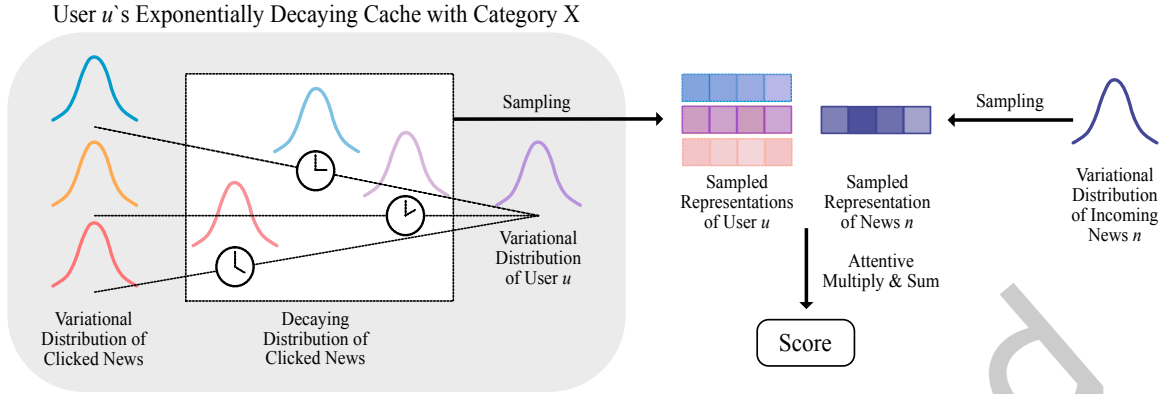 User u`s Exponentially Decaying Cache with Category X
Sampling
Sampling
Variational
Distribution
of User u
Sampled
Representations
of User u
Sampled
Representation
of News n
Variational
Distribution
of Incoming
News n
Variational
Distribution of
Clicked News
Decaying
Distribution of
Clicked News
Attentive
Multiply & Sum
Score